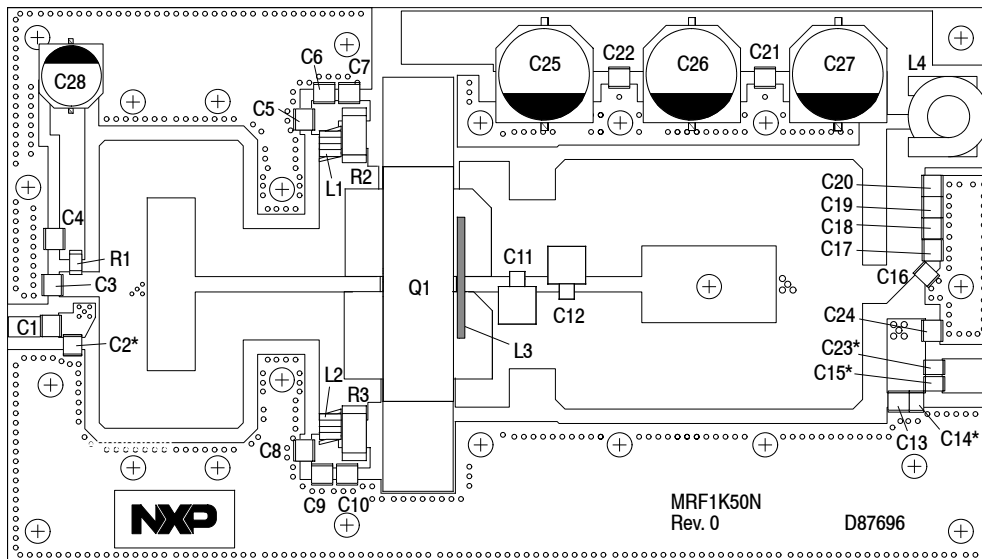 C28
C6
C7
C5
L1
R2
C25
C22
C26
C21
C27
L4
C4
R1
C3
C1
C2*
Q1
C11
C12
L3
C20
C19
C18
C17
C16
C24
C23*
C15*
C13
C14*
L2
R3
C8
C9
C10
NXP
MRF1K50N
Rev. 0
D87696